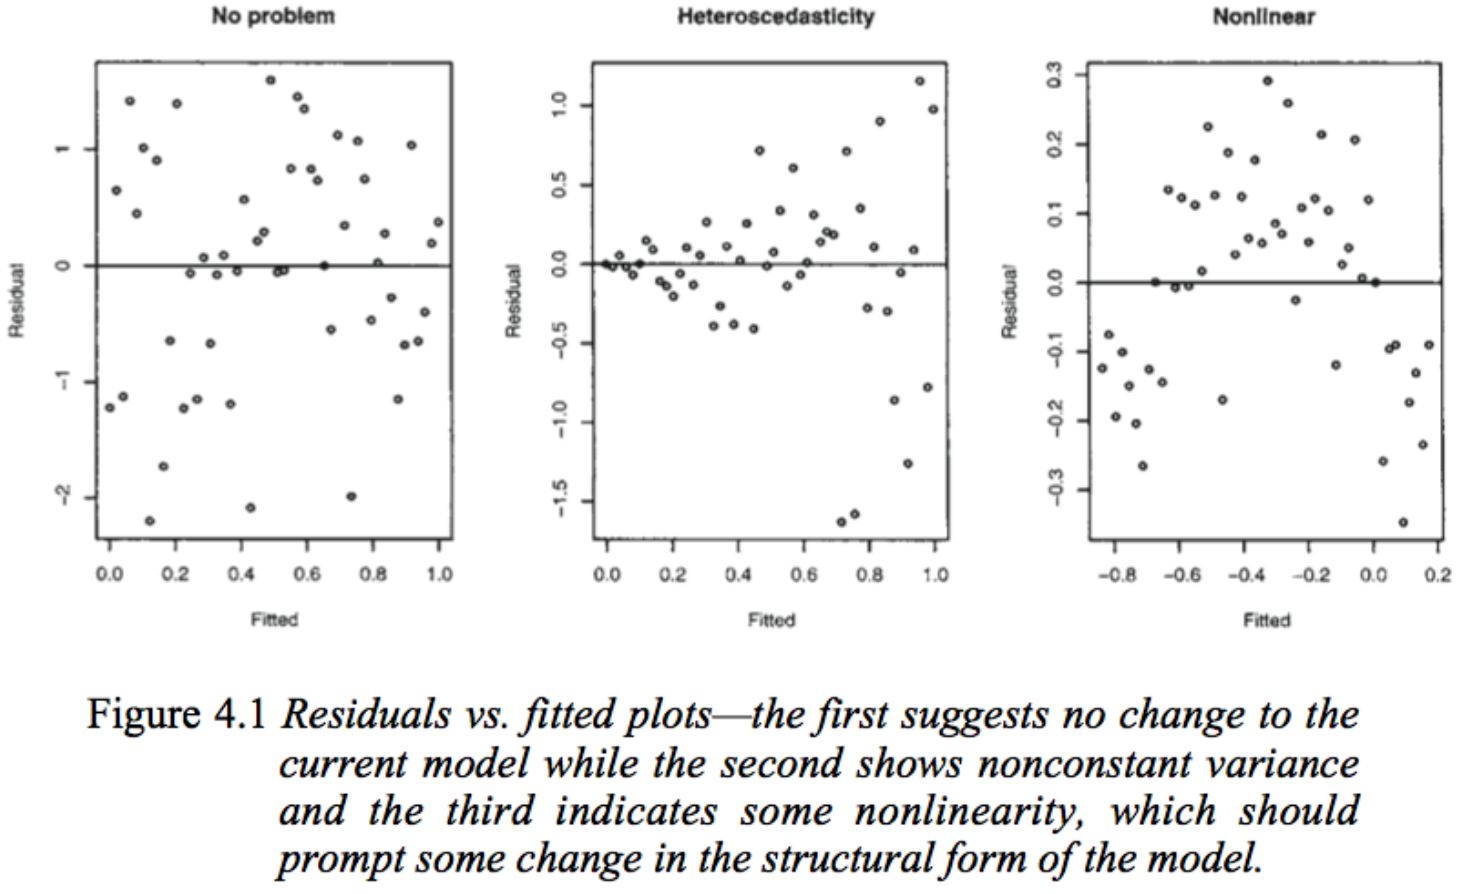 No problem
Heteroscedasticity
Nonlinear
1
0
-1
-2
Residual
0.0 0.2 0.4 0.6 0.8 1.0
Fitted
1.0
0.5
0.0
-0.5
-1.0
-1.5
Residual
0.0 0.2 0.4 0.6 0.8 1.0
Fitted
0.3
0.2
0.1
0.0
-0.1
-0.2
-0.3
Residual
-0.8 -0.6 -0.4 -0.2 0.0 0.2
Fitted
Figure 4.1 Residuals vs. fitted plots—the first suggests no change to the
current model while the second shows nonconstant variance
and the third indicates some nonlinearity, which should
prompt some change in the structural form of the model.